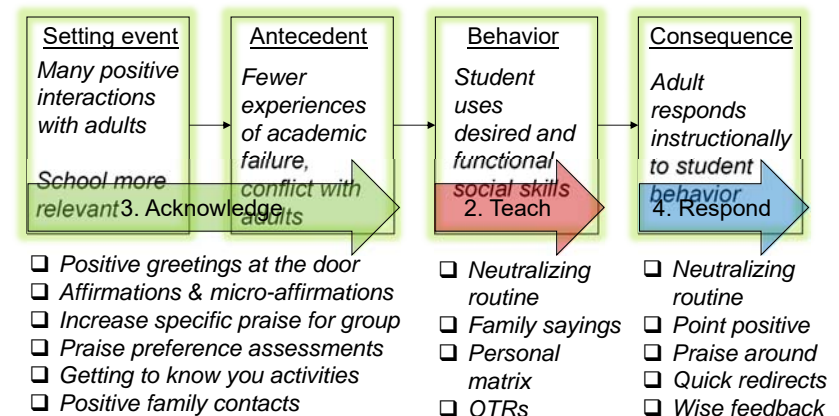 Setting event
Many positive
interactions
with adults
School more
relevant
Antecedent
Fewer
experiences
of academic
failure,
conflict with
adults
Behavior
Student
uses
desired and
functional
social skills
Consequence
Adult
responds
instructionally
to student
behavior
3. Acknowledge
2. Teach
4. Respond
❑ Positive greetings at the door
❑ Affirmations & micro-affirmations
❑ Increase specific praise for group
❑ Praise preference assessments
❑ Getting to know you activities
❑ Positive family contacts
❑ Neutralizing
routine
❑ Family sayings
❑ Personal
matrix
❑ OTRs
❑ Neutralizing
routine
❑ Point positive
❑ Praise around
❑ Quick redirects
❑ Wise feedback